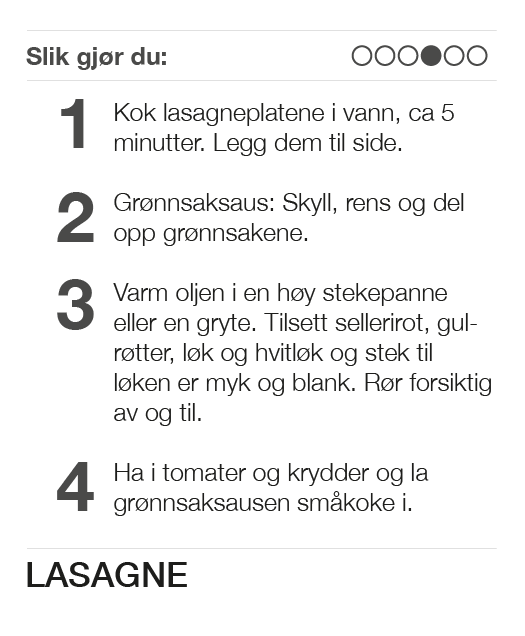 Slik gjør du:
1 Kok lasagneplatene i vann, ca 5
minutter. Legg dem til side.
2 Grønnsaksaus: Skyll, rens og del
opp grønnsakene.
3 Varm oljen i en høy stekepanne
eller en gryte. Tilsett sellerirot, gul-
røtter, løk og hvitløk og stek til
løken er myk og blank. Rør forsiktig
av og til.
4 Ha i tomater og krydder og la
grønnsaksausen småkoke i.
LASAGNE